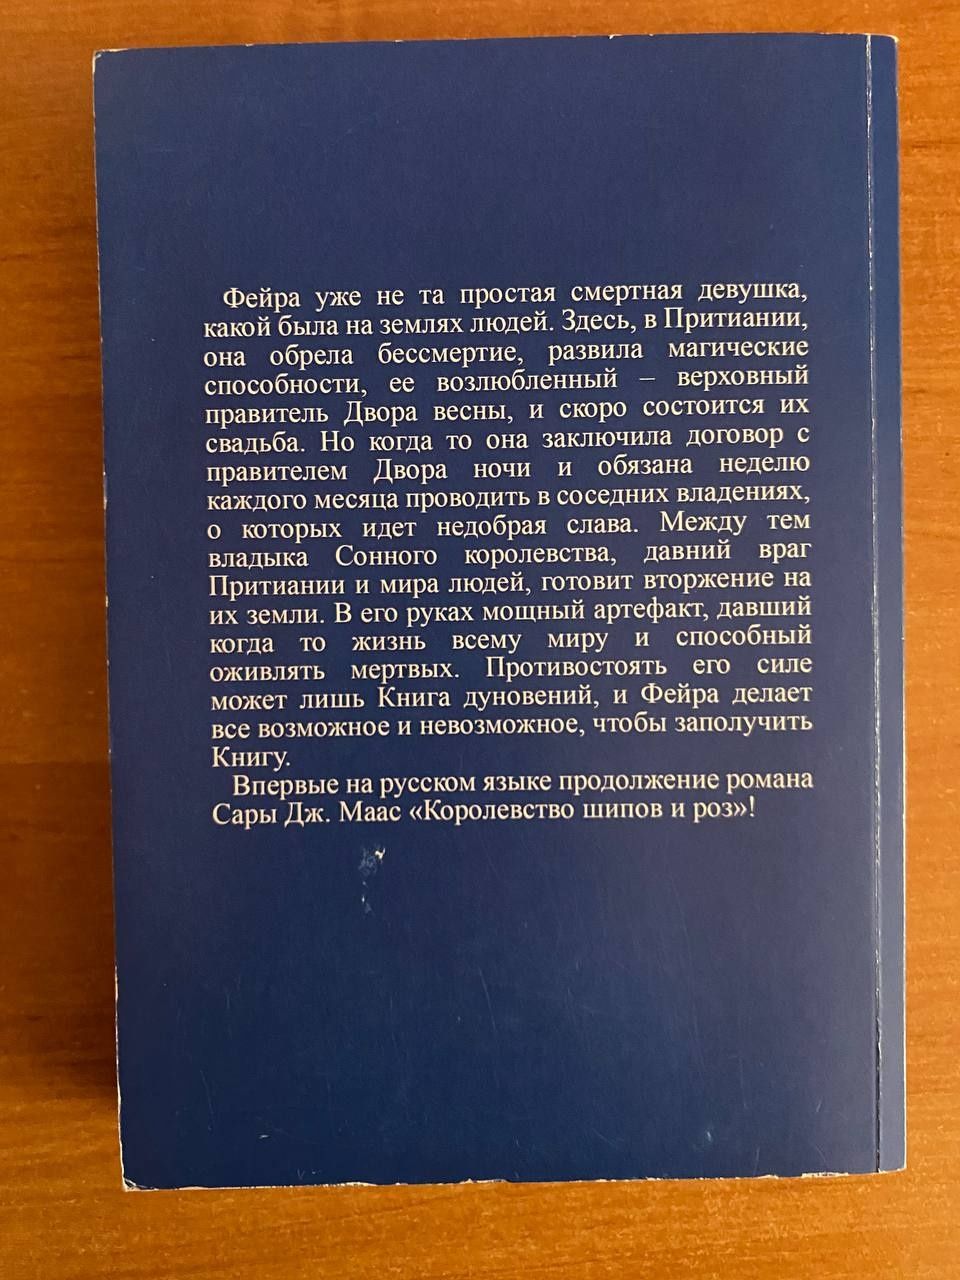 Фейра уже не та простая смертная девушка,
какой была на землях людей. Здесь, в Притиании,
она обрела бессмертие, развила магические
способности, ее возлюбленный – верховный
правитель Двора весны, и скоро состоится их
свадьба. Но когда то она заключила договор с
правителем Двора ночи и обязана неделю
каждого месяца проводить в соседних владениях,
о которых идет недобрая слава. Между тем
владыка Сонного королевства, давний враг
Притиании и мира людей, готовит вторжение на
их земли. В его руках мощный артефакт, давший
когда то жизнь всему миру и способный
оживлять мертвых. Противостоять его силе
может лишь Книга дуновений, и Фейра делает
все возможное и невозможное, чтобы заполучить
Книгу.
Впервые на русском языке продолжение романа
Сары Дж. Маас «Королевство шипов и роз»!